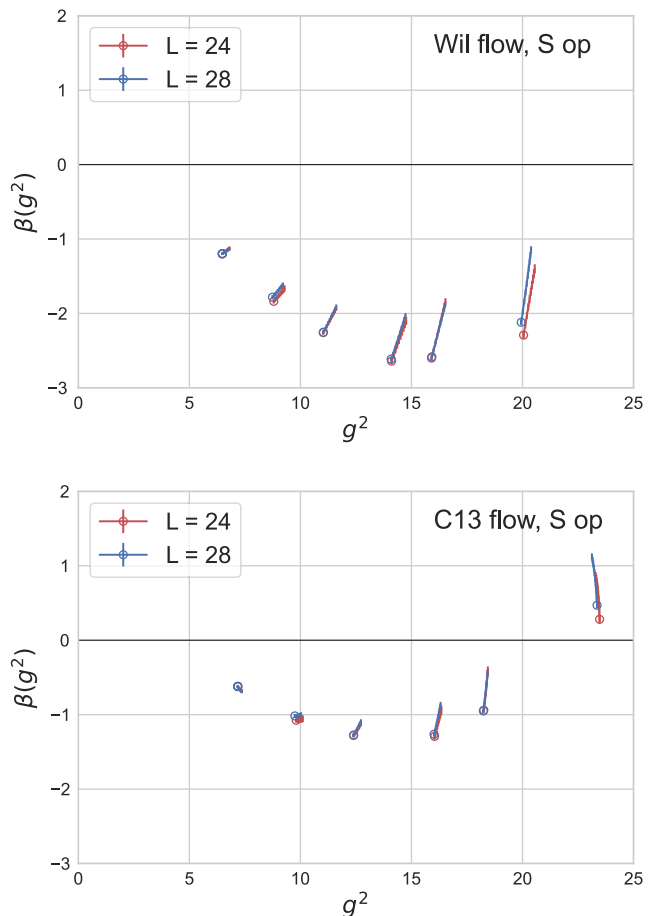 2
L = 24
L = 28
Wil flow, S op
1
0
−1
−2
−3
β(g²)
0 5 10 15 20 25
g²
2
L = 24
L = 28
C13 flow, S op
1
0
−1
−2
−3
β(g²)
0 5 10 15 20 25
g²